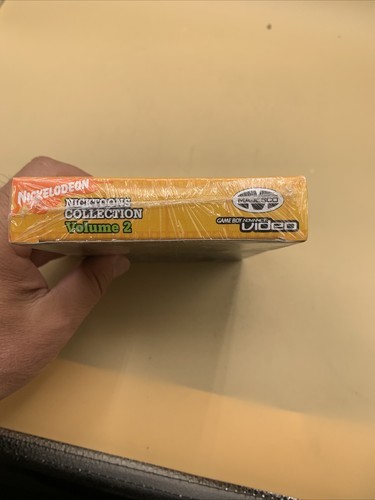 NICKELODEON
NICKTOONS
COLLECTION
Volume 2
MAJESCO
GAME BOY ADVANCE
video